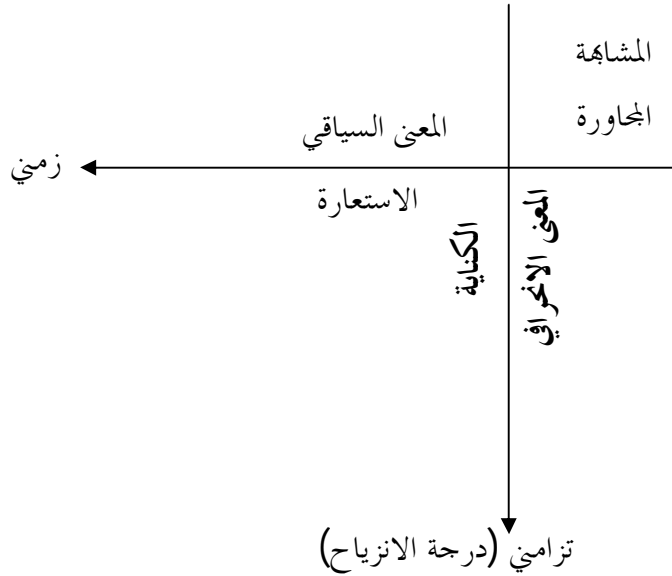 المشابهة
المجاورة
المعنى السياقي
زمني
الاستعارة
المعنى الانحرافي
الكناية
تزامني (درجة الانزياح)